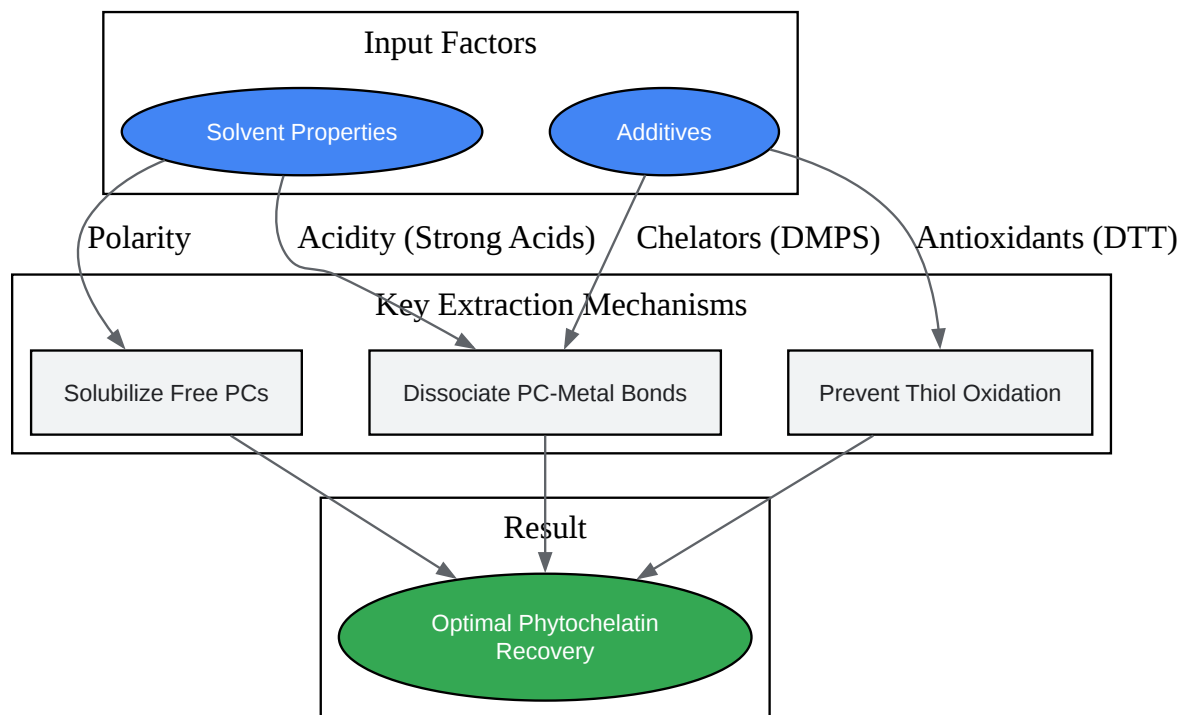 Input Factors
Solvent Properties
Additives
Polarity
Acidity (Strong Acids)
Chelators (DMPS)
Antioxidants (DTT)
Key Extraction Mechanisms
Solubilize Free PCs
Dissociate PC-Metal Bonds
Prevent Thiol Oxidation
Result
Optimal Phytochelatin
Recovery